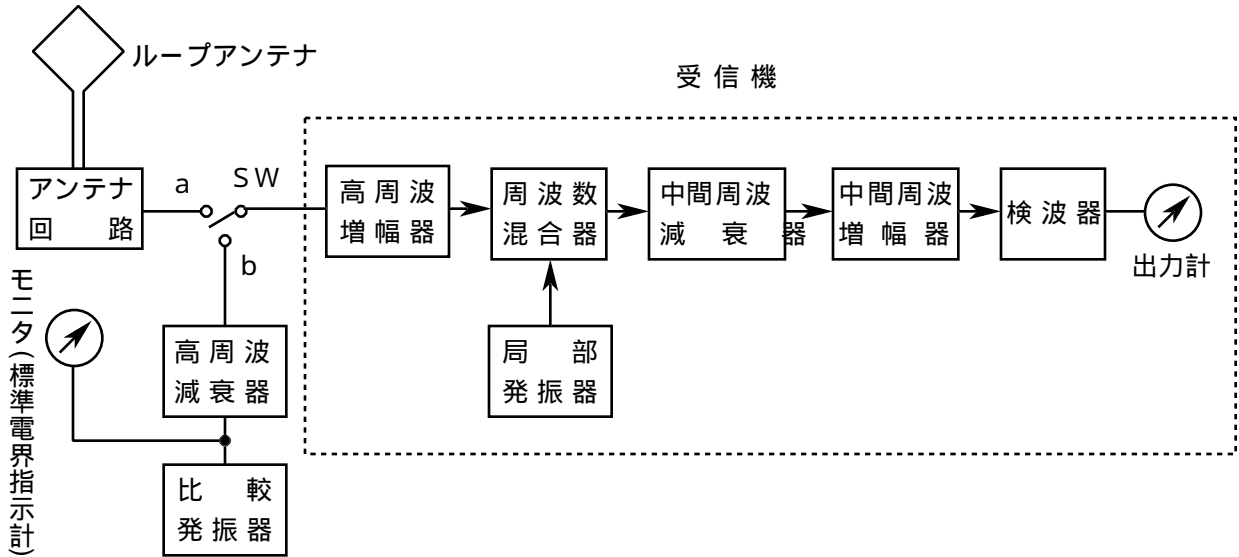 ループアンテナ
受信機
アンテナ
回路
a
SW
b
高周波
増幅器
周波数
混合器
中間周波
減衰器
中間周波
増幅器
検波器
出力計
モニタ(標準電界指示計)
高周波
減衰器
局部
発振器
比較
発振器